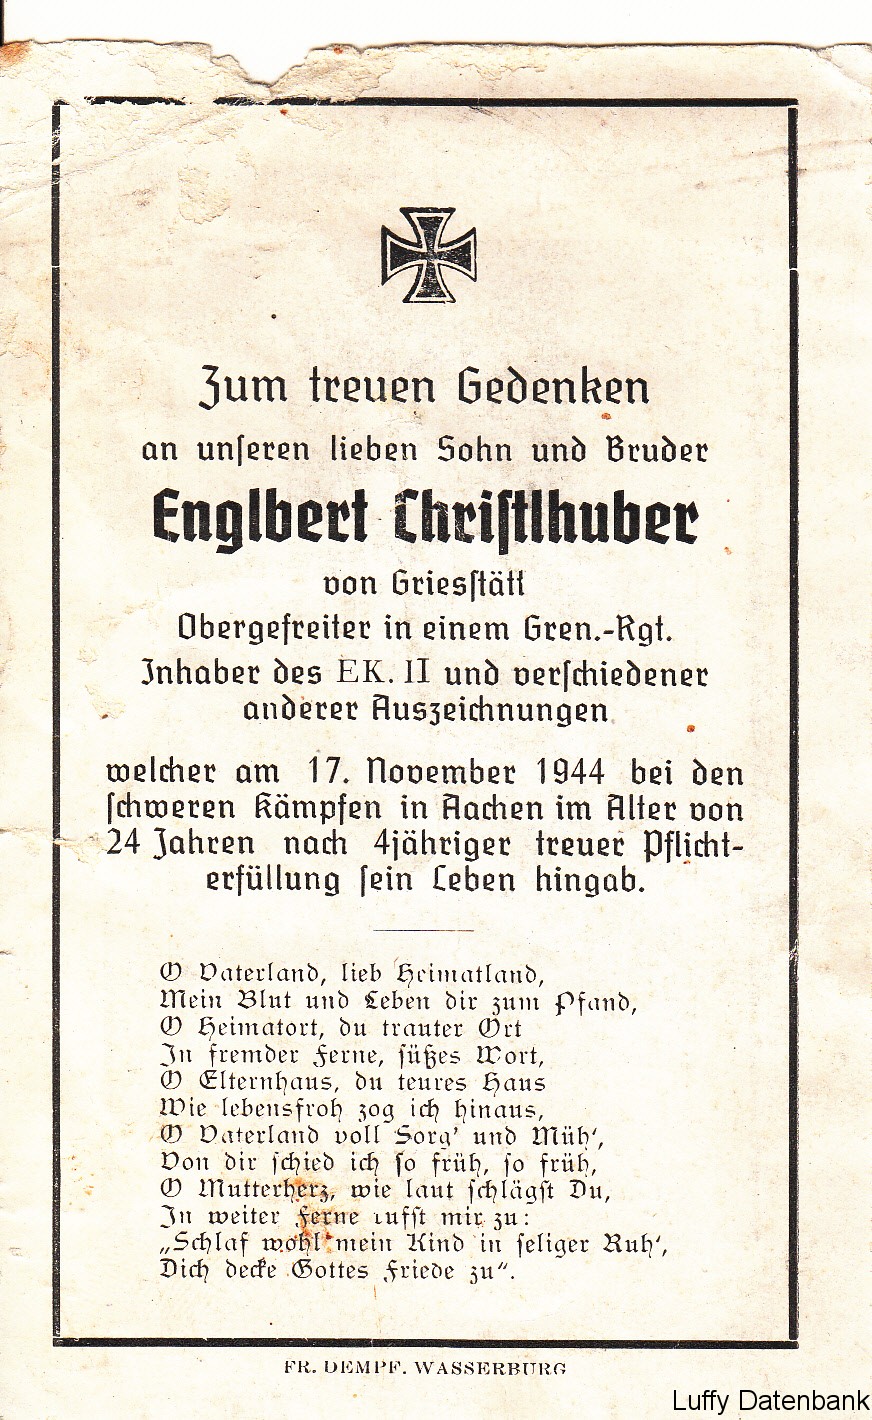 Zum treuen Gedenken
an unseren lieben Sohn und Bruder
Englbert Christlhuber
von Griesstätt
Obergefreiter in einem Gren.-Rgt.
Inhaber des EK. II und verschiedener
anderer Auszeichnungen
welcher am 17. November 1944 bei den
schweren Kämpfen in Aachen im Alter von
24 Jahren nach 4jähriger treuer Pflicht-
erfüllung sein Leben hingab.
O Vaterland, lieb Heimatland,
Mein Blut und Leben dir zum Pfand,
O Heimatort, du trauter Ort
In fremder Ferne, süßes Wort,
O Elternhaus, du teures Haus
Wie lebensfroh zog ich hinaus,
O Vaterland voll Sorg' und Müh',
Von dir schied ich so früh, so früh,
O Mutterherz, wie laut schlägst Du,
In weiter Ferne rufst mir zu:
„Schlaf wohl mein Kind in seliger Ruh',
Dich decke Gottes Friede zu".
FR. DEMPF. WASSERBURG
Luffy Datenbank